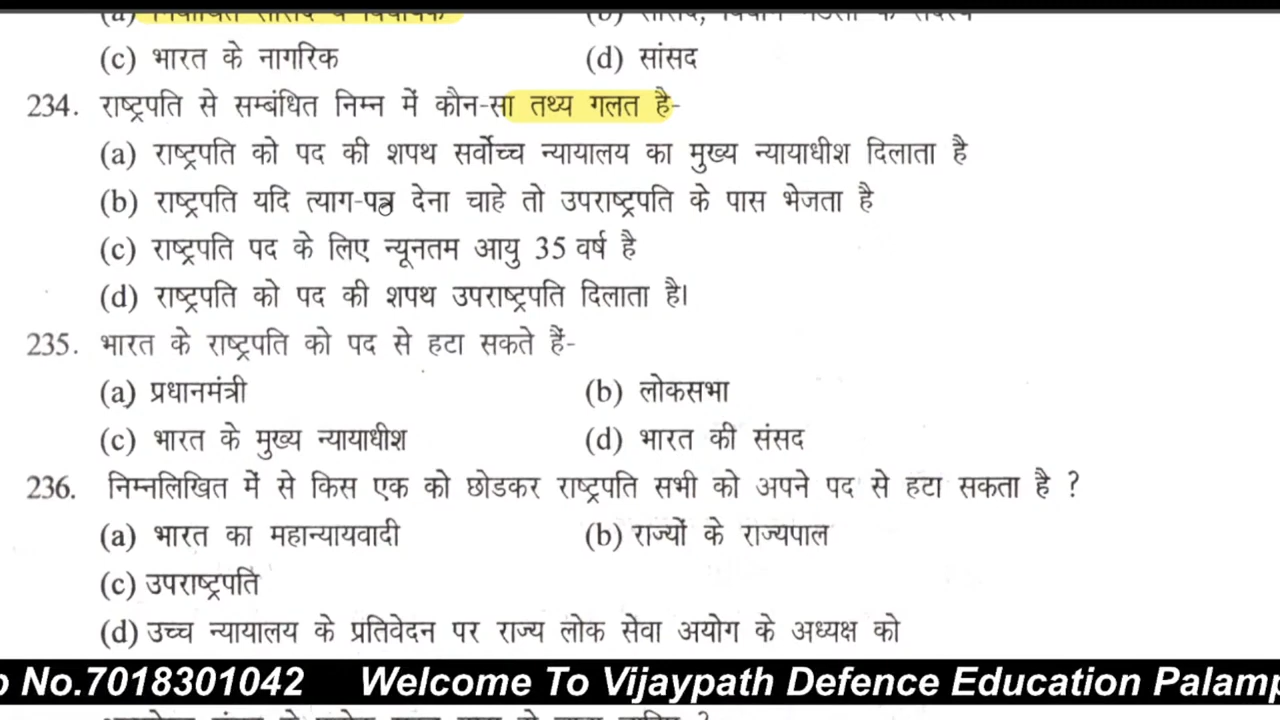 (c) भारत के नागरिक (d) सांसद
234. राष्ट्रपति से सम्बंधित निम्न में कौन-सा तथ्य गलत है-
(a) राष्ट्रपति को पद की शपथ सर्वोच्च न्यायालय का मुख्य न्यायाधीश दिलाता है
(b) राष्ट्रपति यदि त्याग-पत्र देना चाहे तो उपराष्ट्रपति के पास भेजता है
(c) राष्ट्रपति पद के लिए न्यूनतम आयु 35 वर्ष है
(d) राष्ट्रपति को पद की शपथ उपराष्ट्रपति दिलाता है।
235. भारत के राष्ट्रपति को पद से हटा सकते हैं-
(a) प्रधानमंत्री (b) लोकसभा
(c) भारत के मुख्य न्यायाधीश (d) भारत की संसद
236. निम्नलिखित में से किस एक को छोडकर राष्ट्रपति सभी को अपने पद से हटा सकता है ?
(a) भारत का महान्यायवादी (b) राज्यों के राज्यपाल
(c) उपराष्ट्रपति
(d) उच्च न्यायालय के प्रतिवेदन पर राज्य लोक सेवा अयोग के अध्यक्ष को
No.7018301042 Welcome To Vijaypath Defence Education Palamp